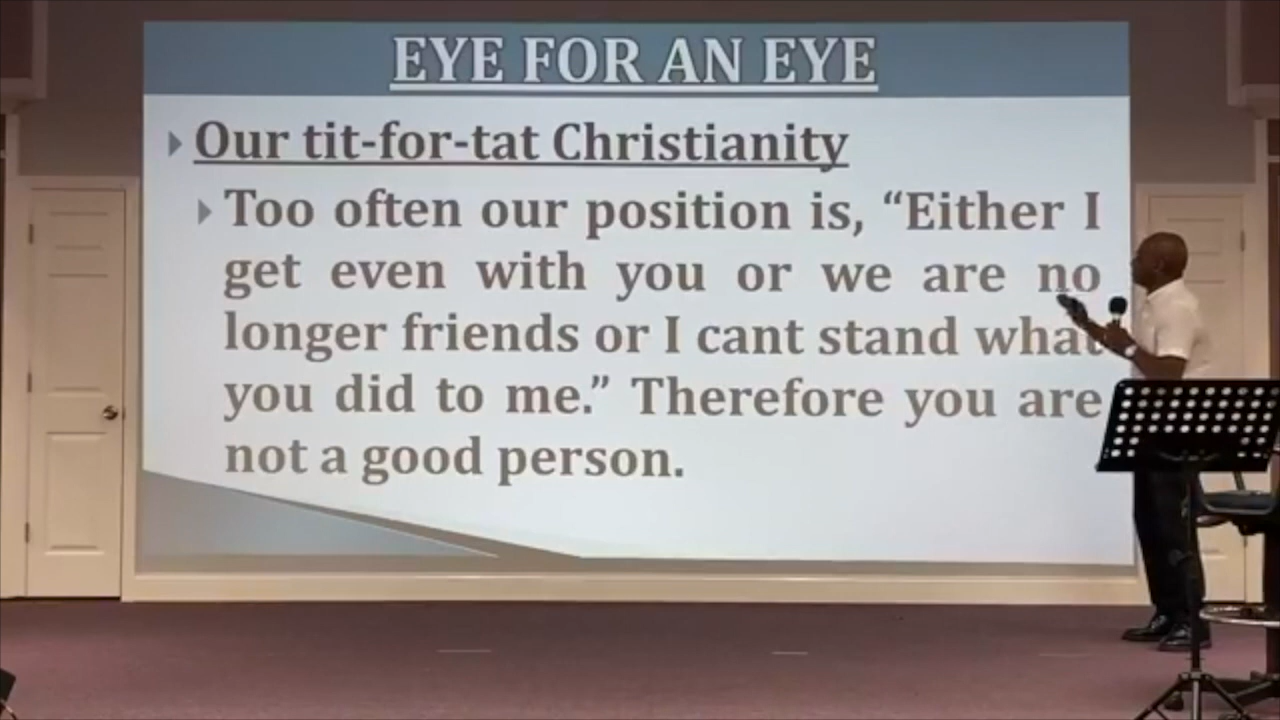 EYE FOR AN EYE
Our tit-for-tat Christianity
Too often our position is, “Either I
get even with you or we are no
longer friends or I cant stand what
you did to me.” Therefore you are
not a good person.